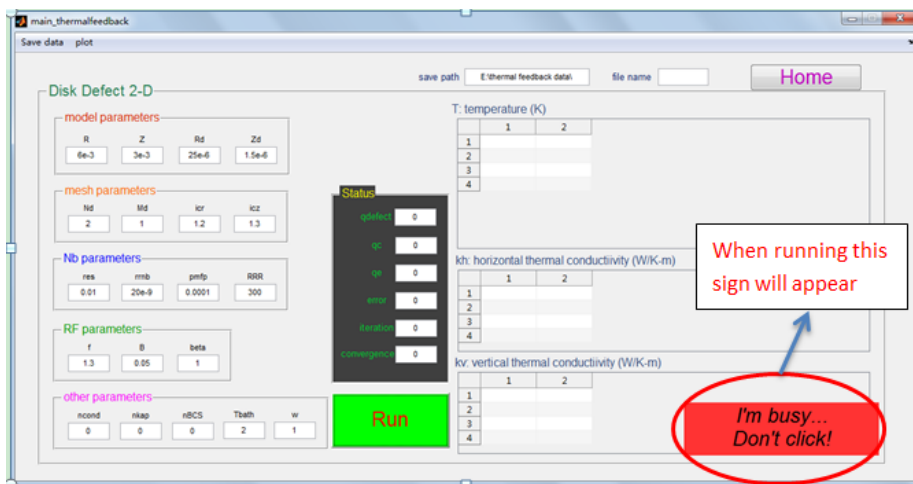 main_thermalfeedback
Save data plot
save path E:\thermal feedback data\ file name Home
Disk Defect 2-D
model parameters
R Z Rd Zd
6e-3 3e-3 25e-6 1.5e-6
mesh parameters
Nd Md icr icz
2 1 1.2 1.3
Nb parameters
res rrnb pmfp RRR
0.01 20e-9 0.0001 300
RF parameters
f B beta
1.3 0.05 1
other parameters
ncond nkap nBCS Tbath w
0 0 0 2 1
Status
qdefect 0
qc 0
qe 0
error 0
iteration 0
convergence 0
Run
T: temperature (K)
1 2
1
2
3
4
kh: horizontal thermal conductiivity (W/K-m)
1 2
1
2
3
4
kv: vertical thermal conductiivity (W/K-m)
1 2
1
2
3
4
When running this
sign will appear
I'm busy...
Don't click!